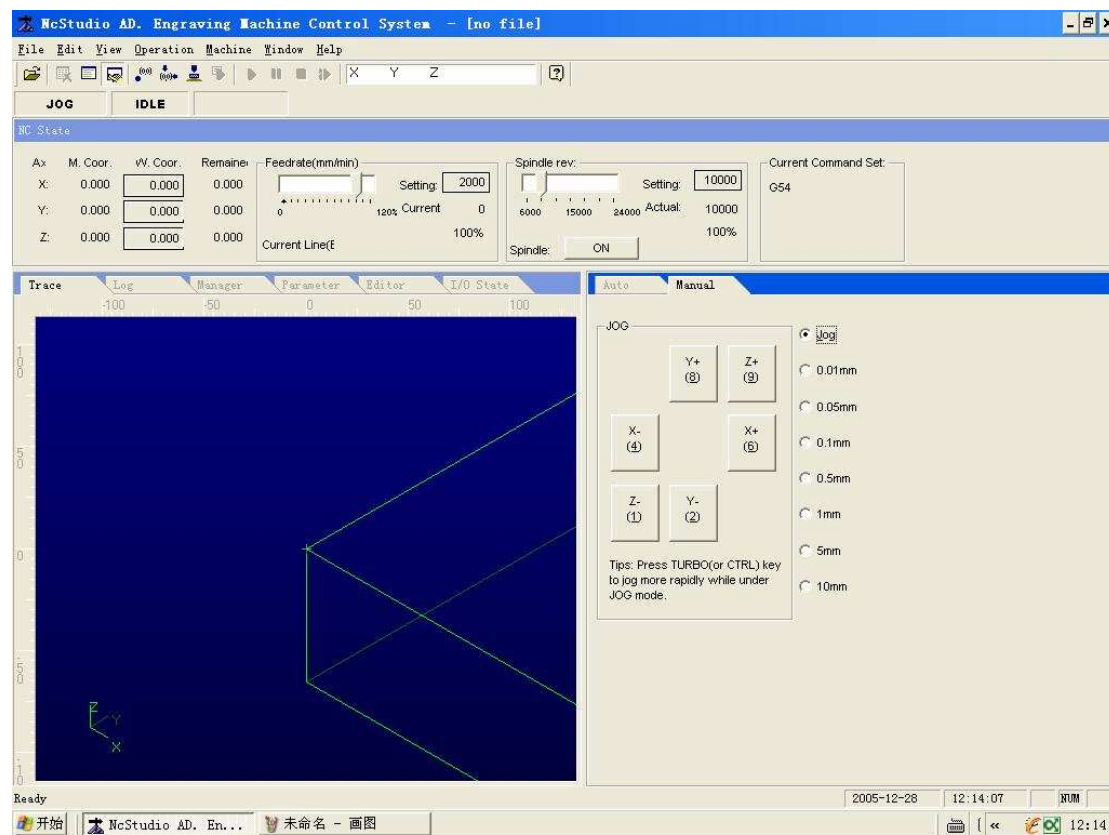 NcStudio AD. Engraving Machine Control System - [no file]
File Edit View Operation Machine Window Help
X Y Z
JOG IDLE
NC State
Ax M. Coor. W. Coor. Remaine Feedrate(mm/min) Spindle rev: Current Command Set:
X: 0.000 0.000 0.000 Setting: 2000 Setting: 10000 G54
Y: 0.000 0.000 0.000 0 120% Current 0 6000 15000 24000 Actual: 10000
Z: 0.000 0.000 0.000 100% 100%
Current Line(E Spindle: ON
Trace Log Manager Parameter Editor I/O State Auto Manual
-100 -50 0 50 100
100
50
0
-50
-10
Z
Y
X
JOG
Y+
(8)
Z+
(9)
X-
(4)
X+
(6)
Z-
(1)
Y-
(2)
Tips: Press TURBO(or CTRL) key
to jog more rapidly while under
JOG mode.
Jog
0.01mm
0.05mm
0.1mm
0.5mm
1mm
5mm
10mm
Ready 2005-12-28 12:14:07 NUM
开始 NcStudio AD. En... 未命名 - 画图 « 12:14